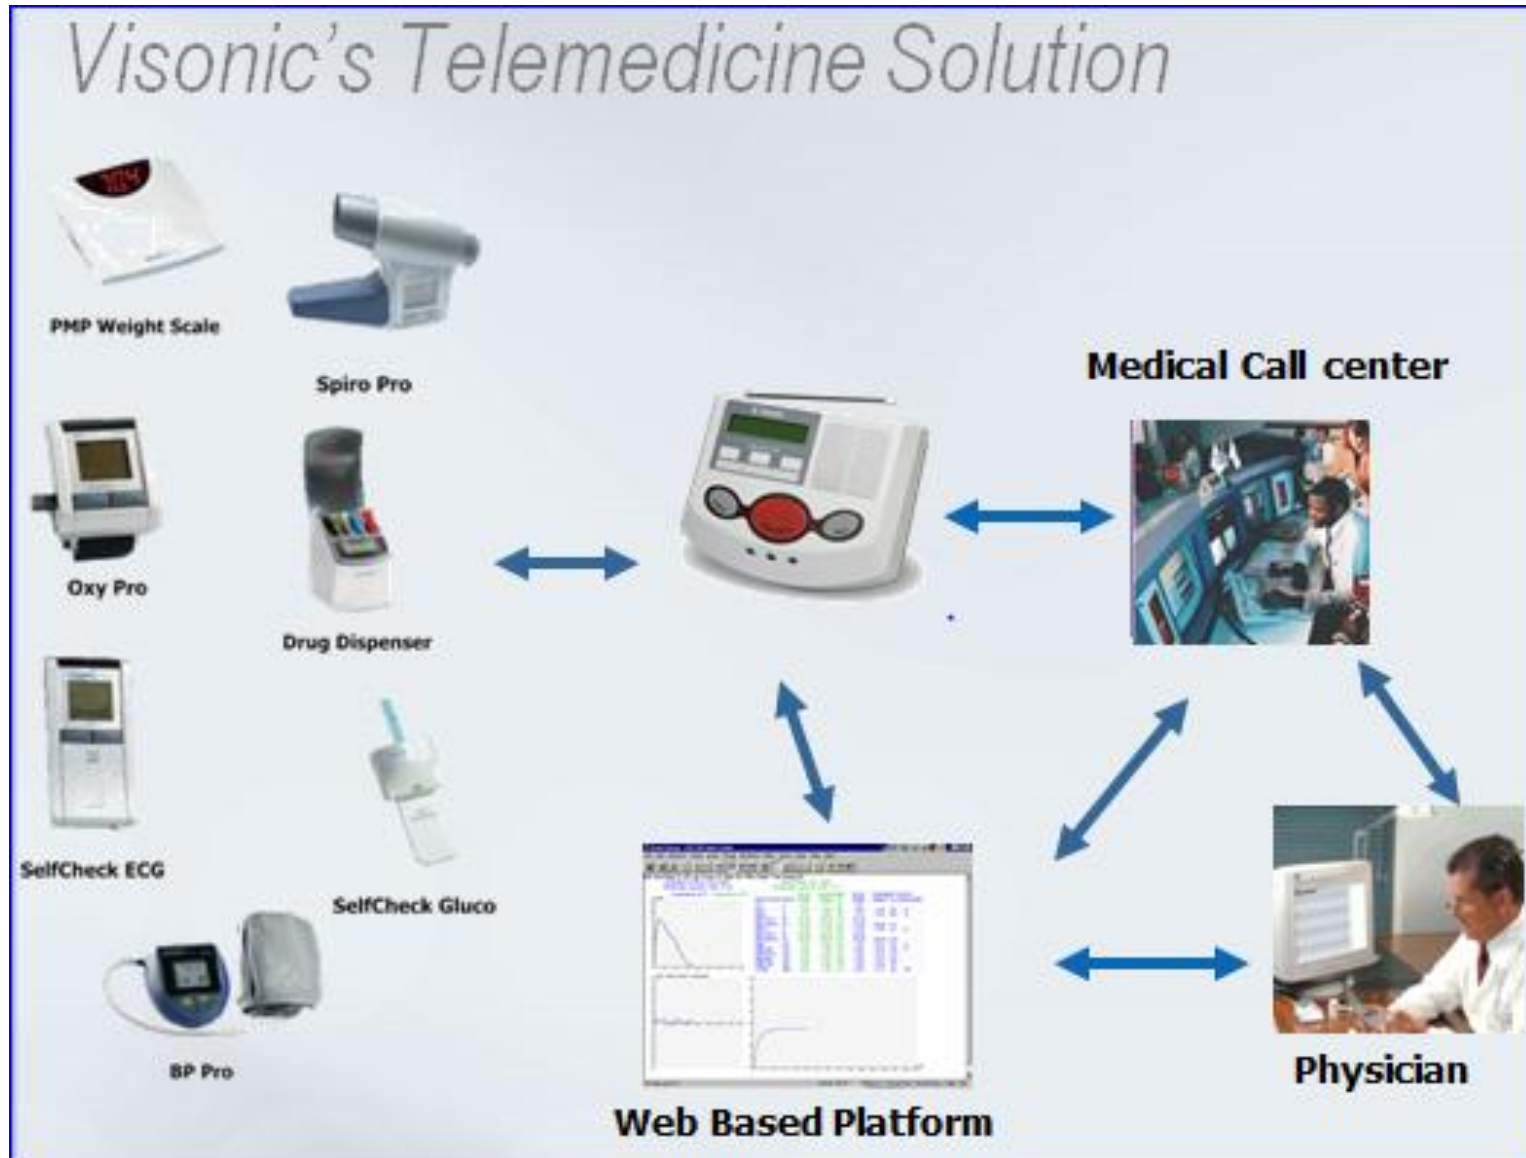 Visonic's Telemedicine Solution
PMP Weight Scale
Spiro Pro
Medical Call center
Oxy Pro
Drug Dispenser
SelfCheck ECG
SelfCheck Gluco
BP Pro
Physician
Web Based Platform